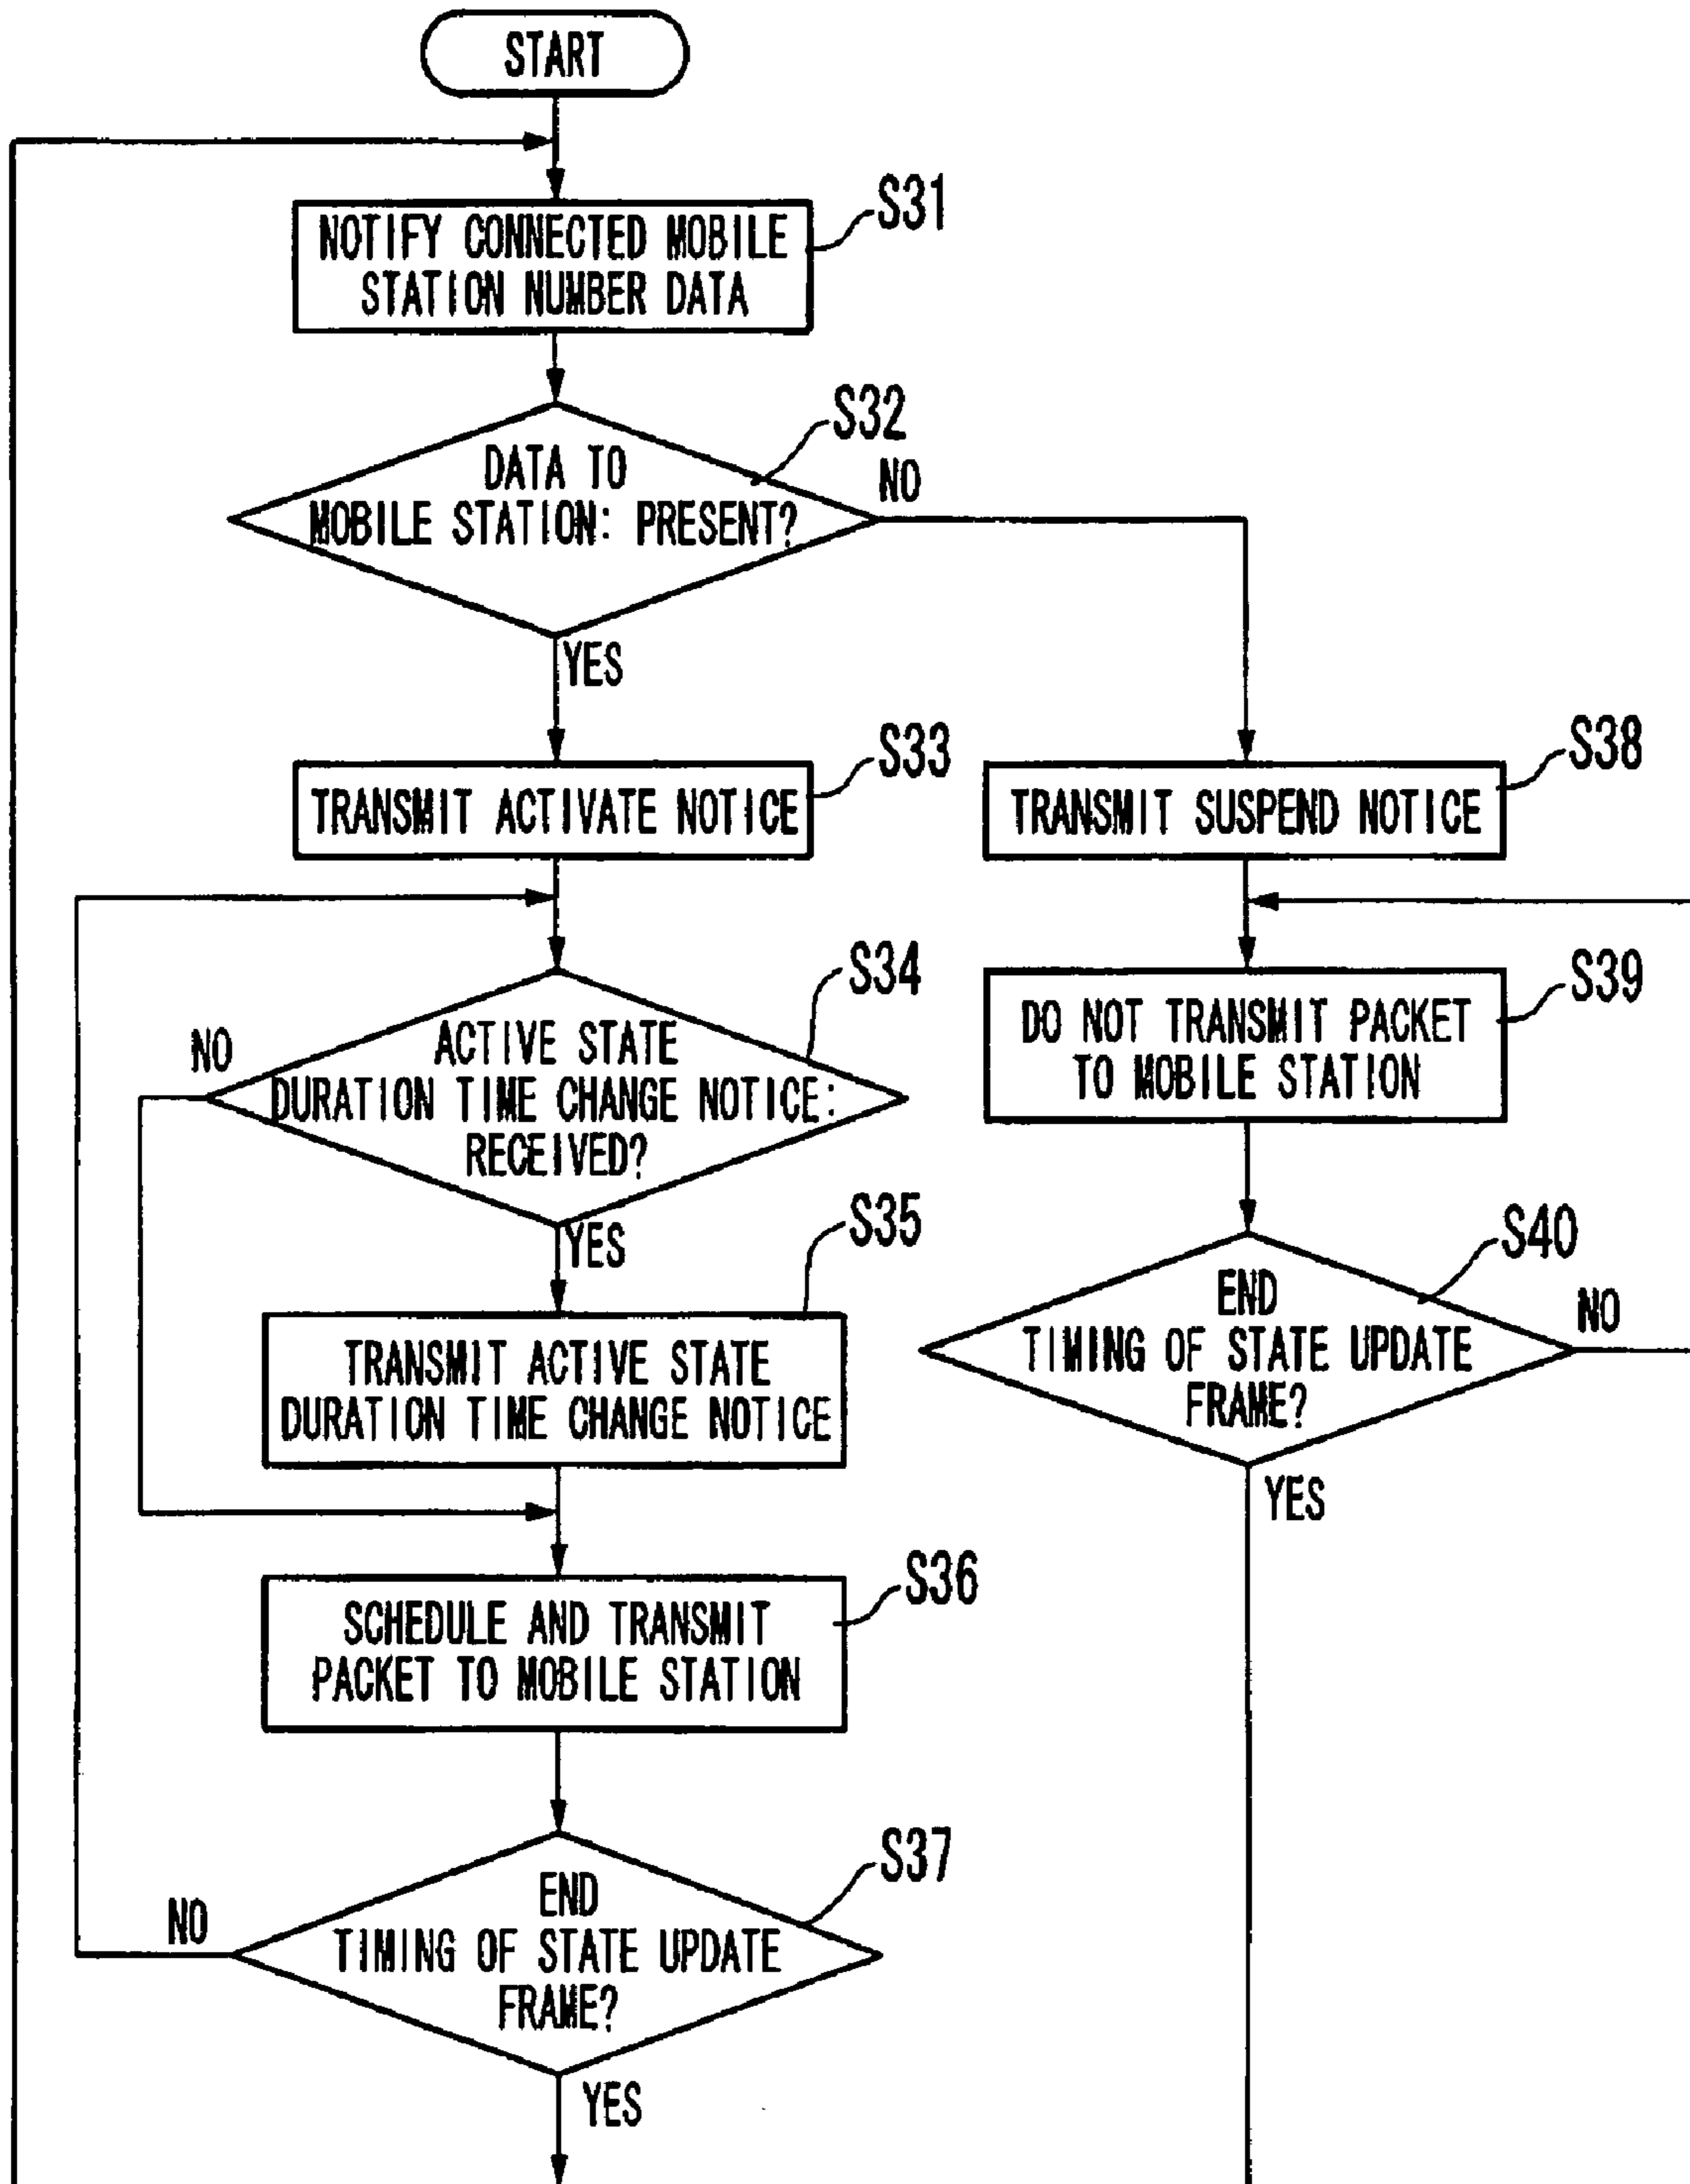 START
S31
NOTIFY CONNECTED MOBILE
STATION NUMBER DATA
S32
DATA TO
MOBILE STATION: PRESENT?
NO
YES
S33
TRANSMIT ACTIVATE NOTICE
S38
TRANSMIT SUSPEND NOTICE
S34
ACTIVE STATE
DURATION TIME CHANGE NOTICE:
RECEIVED?
NO
YES
S39
DO NOT TRANSMIT PACKET
TO MOBILE STATION
S35
TRANSMIT ACTIVE STATE
DURATION TIME CHANGE NOTICE
S40
END
TIMING OF STATE UPDATE
FRAME?
NO
YES
S36
SCHEDULE AND TRANSMIT
PACKET TO MOBILE STATION
S37
END
TIMING OF STATE UPDATE
FRAME?
NO
YES